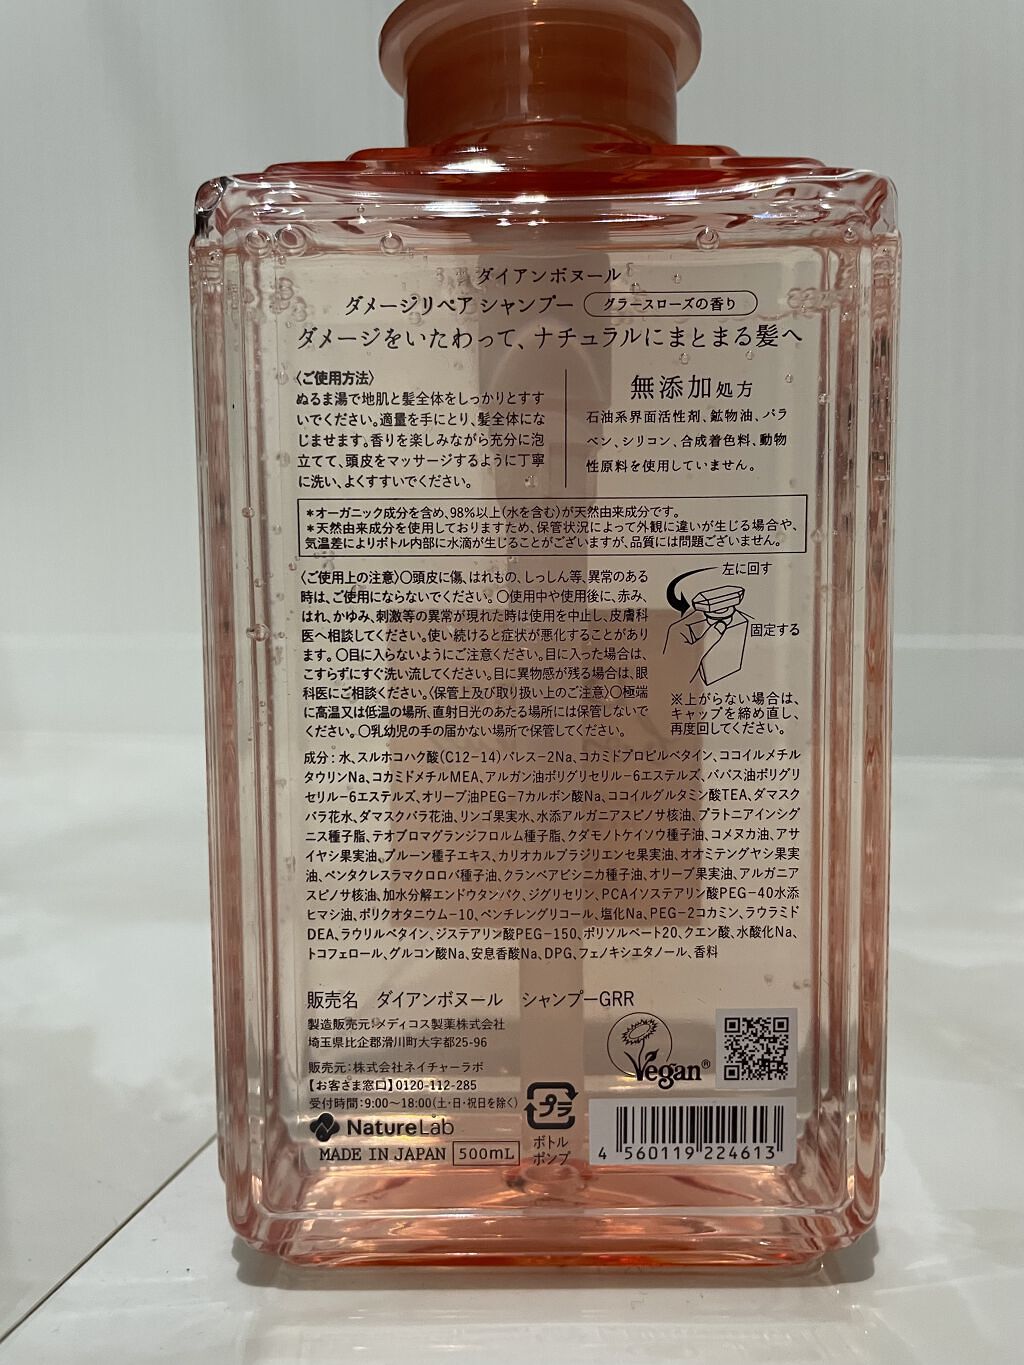 ダイアンボヌール
ダメージリペア シャンプー グラースローズの香り
ダメージをいたわって、ナチュラルにまとまる髪へ
〈ご使用方法〉
ぬるま湯で地肌と髪全体をしっかりとすす
いでください。適量を手にとり、髪全体にな
じませます。香りを楽しみながら充分に泡
立てて、頭皮をマッサージするように丁寧
に洗い、よくすすいでください。
無添加処方
石油系界面活性剤、鉱物油、パラ
ベン、シリコン、合成着色料、動物
性原料を使用していません。
*オーガニック成分を含め、98%以上(水を含む)が天然由来成分です。
*天然由来成分を使用しておりますため、保管状況によって外観に違いが生じる場合や、
気温差によりボトル内部に水滴が生じることがございますが、品質には問題ございません。
〈ご使用上の注意〉〇頭皮に傷、はれもの、しっしん等、異常のある
時は、ご使用にならないでください。〇使用中や使用後に、赤み、
はれ、かゆみ、刺激等の異常が現れた時は使用を中止し、皮膚科
医へ相談してください。使い続けると症状が悪化することがあり
ます。〇目に入らないようにご注意ください。目に入った場合は、
こすらずにすぐ洗い流してください。目に異物感が残る場合は、眼
科医にご相談ください。〈保管上及び取り扱い上のご注意〉〇極端
に高温又は低温の場所、直射日光のあたる場所には保管しないで
ください。〇乳幼児の手の届かない場所で保管してください。
左に回す
固定する
※上がらない場合は、
キャップを締め直し、
再度回してください。
成分:水、スルホコハク酸(C12-14)パレス-2Na、コカミドプロピルベタイン、ココイルメチル
タウリンNa、コカミドメチルMEA、アルガン油ポリグリセリル-6エステルズ、ババス油ポリグリ
セリル-6エステルズ、オリーブ油PEG-7カルボン酸Na、ココイルグルタミン酸TEA、ダマスク
バラ花水、ダマスクバラ花油、リンゴ果実水、水添アルガニアスピノサ核油、プラトニアインシグ
ニス種子脂、テオブロマグランジフロルム種子脂、クダモノトケイソウ種子油、コメヌカ油、アサ
イヤシ果実油、プルーン種子エキス、カリオカルブラジリエンセ果実油、オオミテングヤシ果実
油、ペンタクレスラマクロロバ種子油、クランベアビシニカ種子油、オリーブ果実油、アルガニア
スピノサ核油、加水分解エンドウタンパク、ジグリセリン、PCAイソステアリン酸PEG-40水添
ヒマシ油、ポリクオタニウム-10、ペンチレングリコール、塩化Na、PEG-2コカミン、ラウラミド
DEA、ラウリルベタイン、ジステアリン酸PEG-150、ポリソルベート20、クエン酸、水酸化Na、
トコフェロール、グルコン酸Na、安息香酸Na、DPG、フェノキシエタノール、香料
販売名 ダイアンボヌール シャンプーGRR
製造販売元:メディコス製薬株式会社
埼玉県比企郡滑川町大字都25-96
販売元:株式会社ネイチャーラボ
【お客さま窓口】0120-112-285
受付時間:9:00〜18:00(土・日・祝日を除く)
NatureLab
MADE IN JAPAN 500mL
プラ
ボトル
ポンプ
Vegan®
4 560119 224613